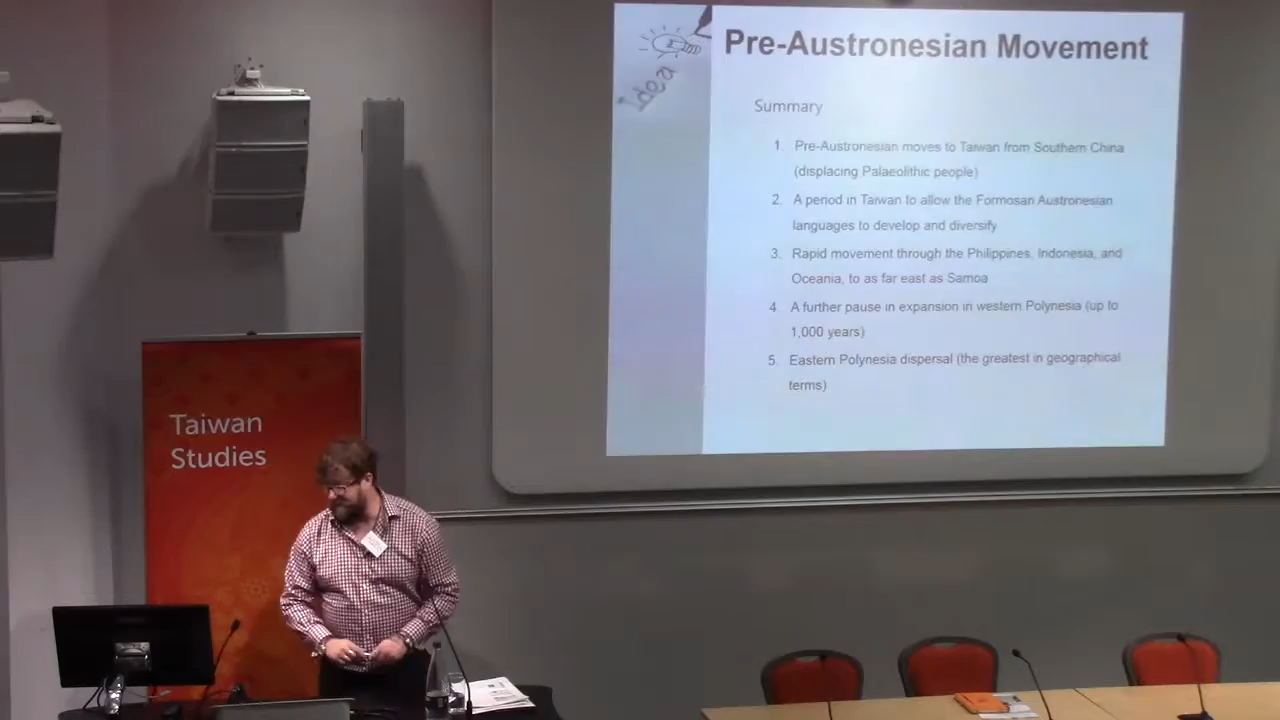 Idea
Pre-Austronesian Movement
Summary
1. Pre-Austronesian moves to Taiwan from Southern China
(displacing Palaeolithic people)
2. A period in Taiwan to allow the Formosan Austronesian
languages to develop and diversify
3. Rapid movement through the Philippines, Indonesia, and
Oceania, to as far east as Samoa
4. A further pause in expansion in western Polynesia (up to
1,000 years)
5. Eastern Polynesia dispersal (the greatest in geographical
terms)
Taiwan
Studies